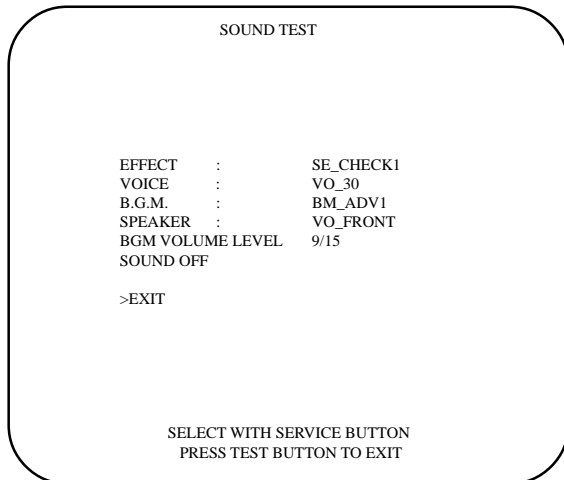 SOUND TEST
EFFECT : SE_CHECK1
VOICE : VO_30
B.G.M. : BM_ADV1
SPEAKER : VO_FRONT
BGM VOLUME LEVEL 9/15
SOUND OFF
>EXIT
SELECT WITH SERVICE BUTTON
PRESS TEST BUTTON TO EXIT